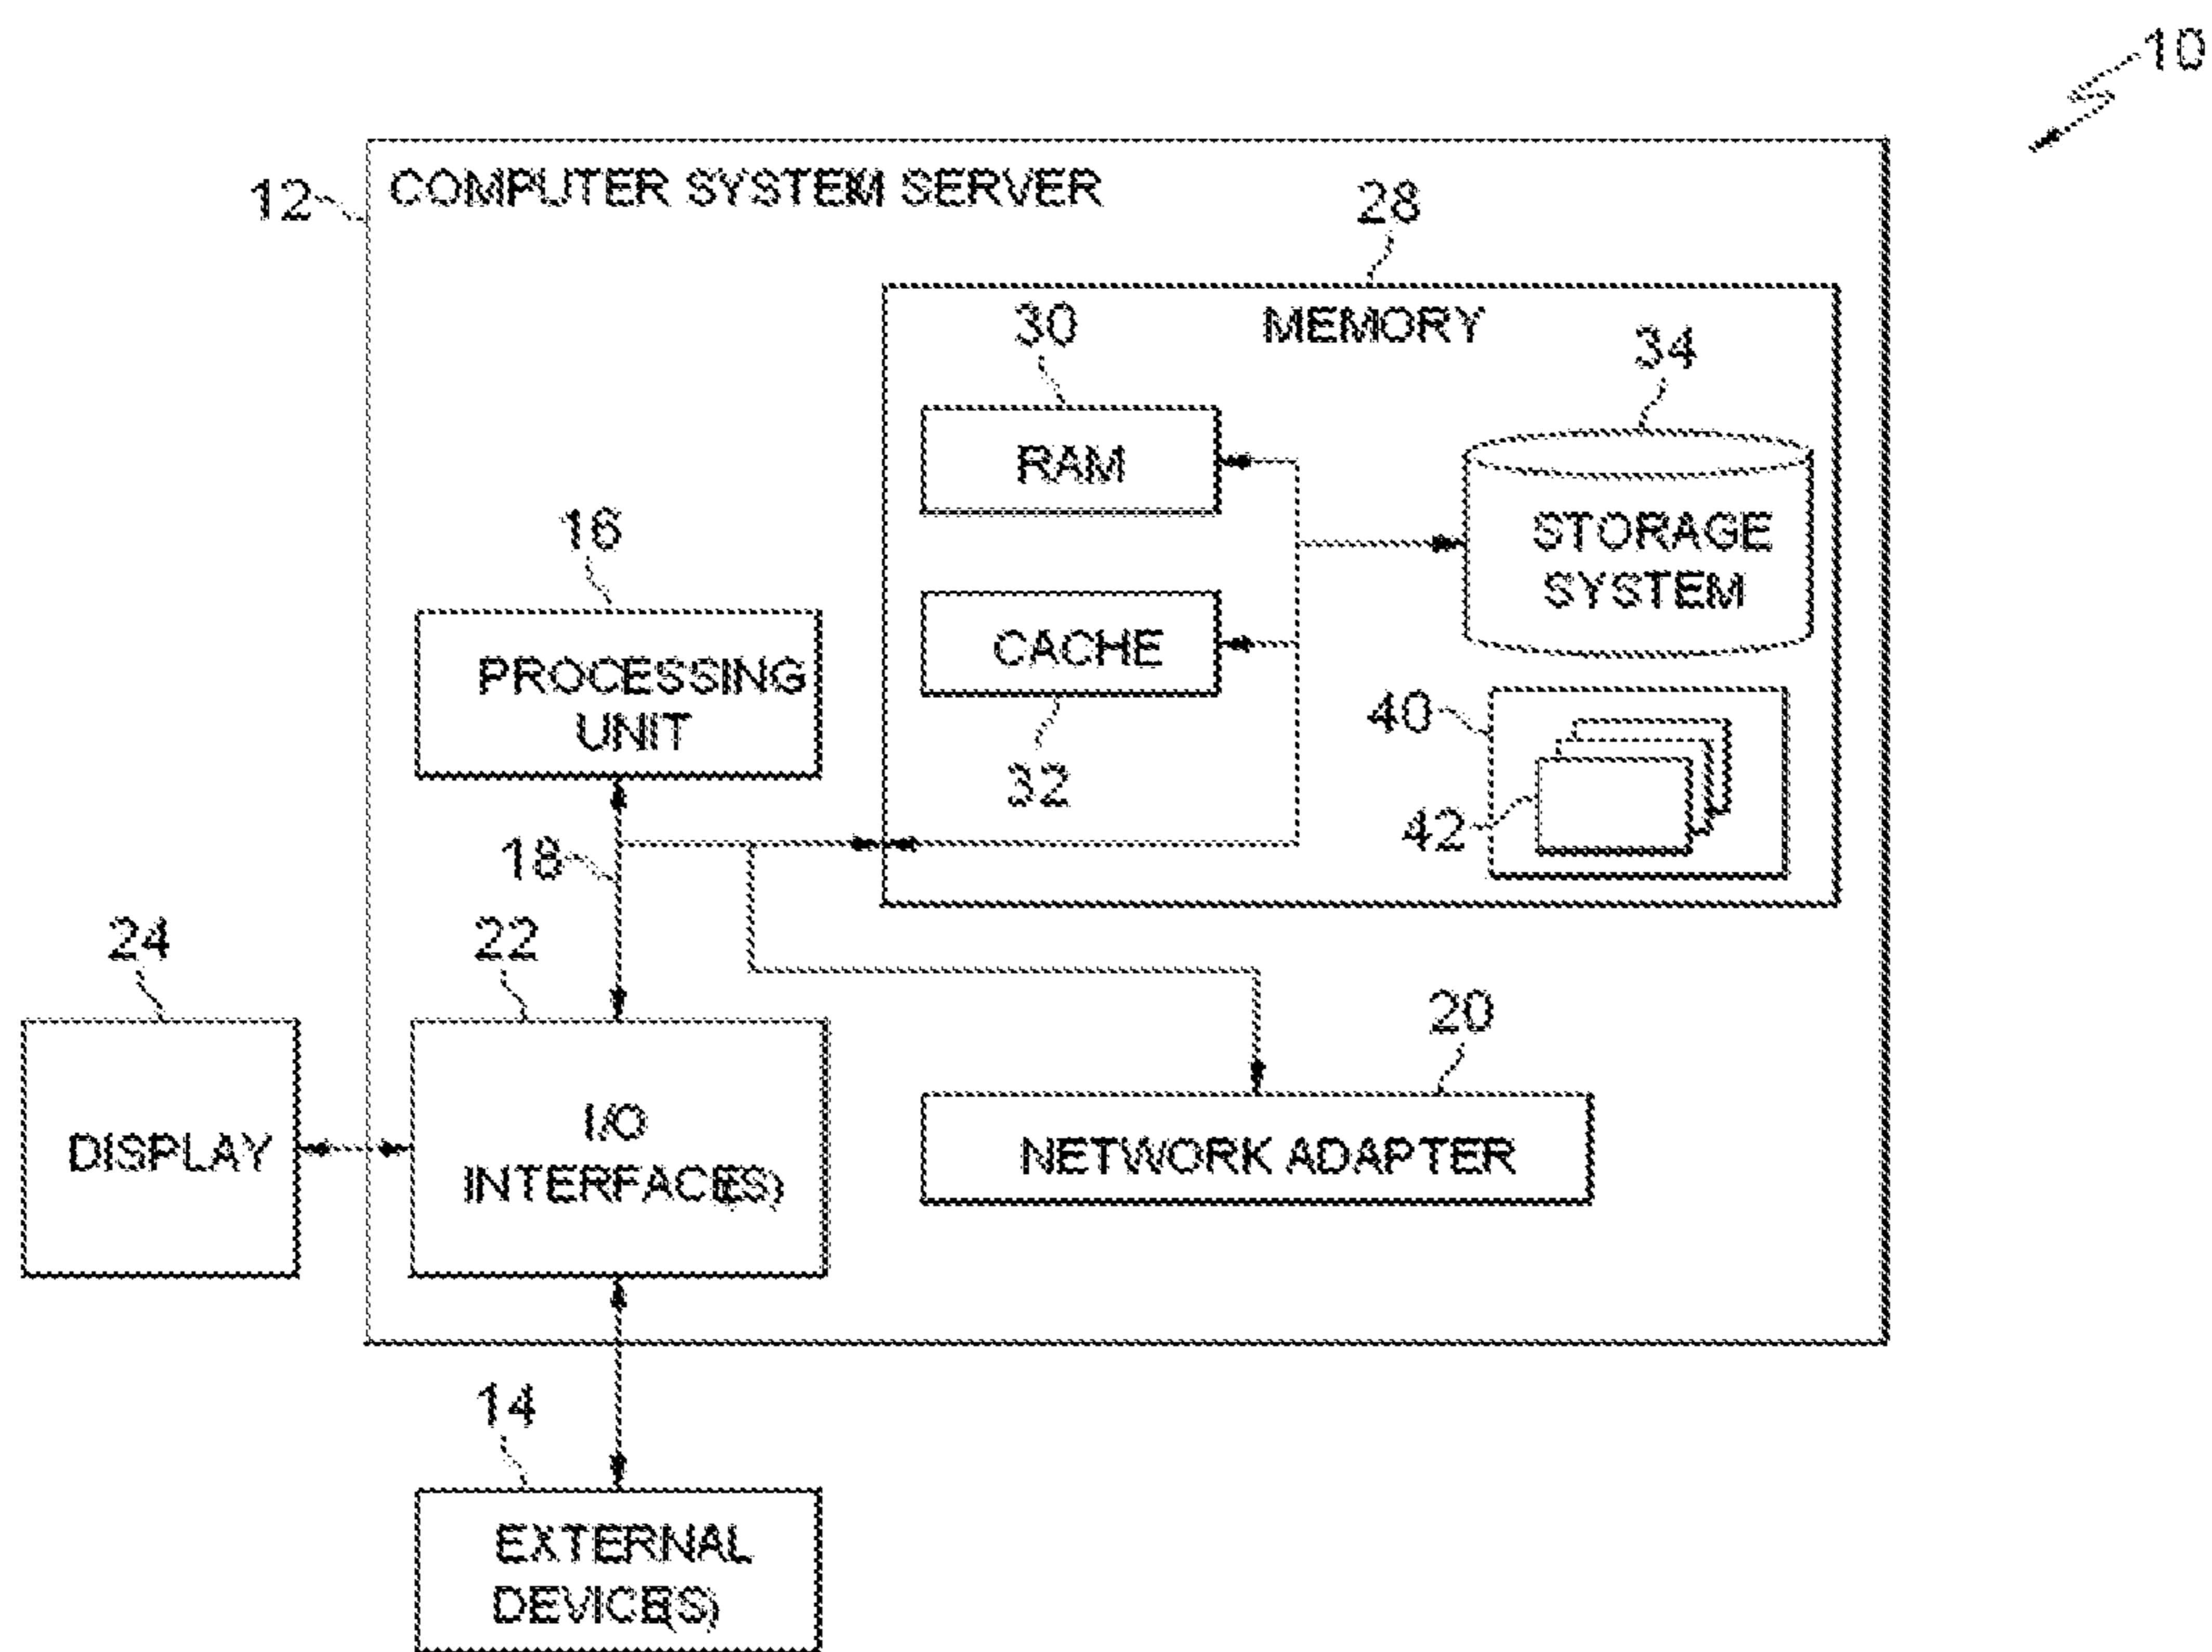 10
12
COMPUTER SYSTEM SERVER
28
MEMORY
30
34
RAM
STORAGE
SYSTEM
16
PROCESSING
UNIT
CACHE
32
40
42
18
24
22
20
DISPLAY
I/O
INTERFACE(S)
NETWORK ADAPTER
14
EXTERNAL
DEVICE(S)